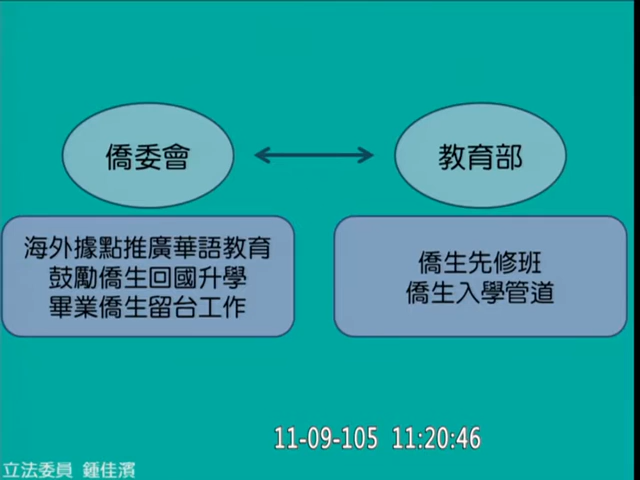 僑委會
教育部
海外據點推廣華語教育
鼓勵僑生回國升學
畢業僑生留台工作
僑生先修班
僑生入學管道
11-09-105 11:20:46
立法委員 鍾佳濱